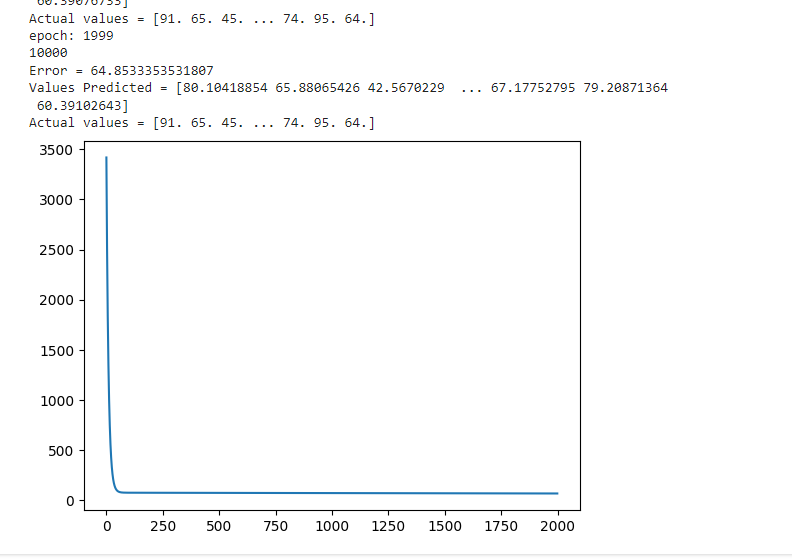 60.39076733]
Actual values = [91. 65. 45. ... 74. 95. 64.]
epoch: 1999
10000
Error = 64.8533353531807
Values Predicted = [80.10418854 65.88065426 42.5670229  ... 67.17752795 79.20871364
60.39102643]
Actual values = [91. 65. 45. ... 74. 95. 64.]
3500
3000
2500
2000
1500
1000
500
0
0 250 500 750 1000 1250 1500 1750 2000